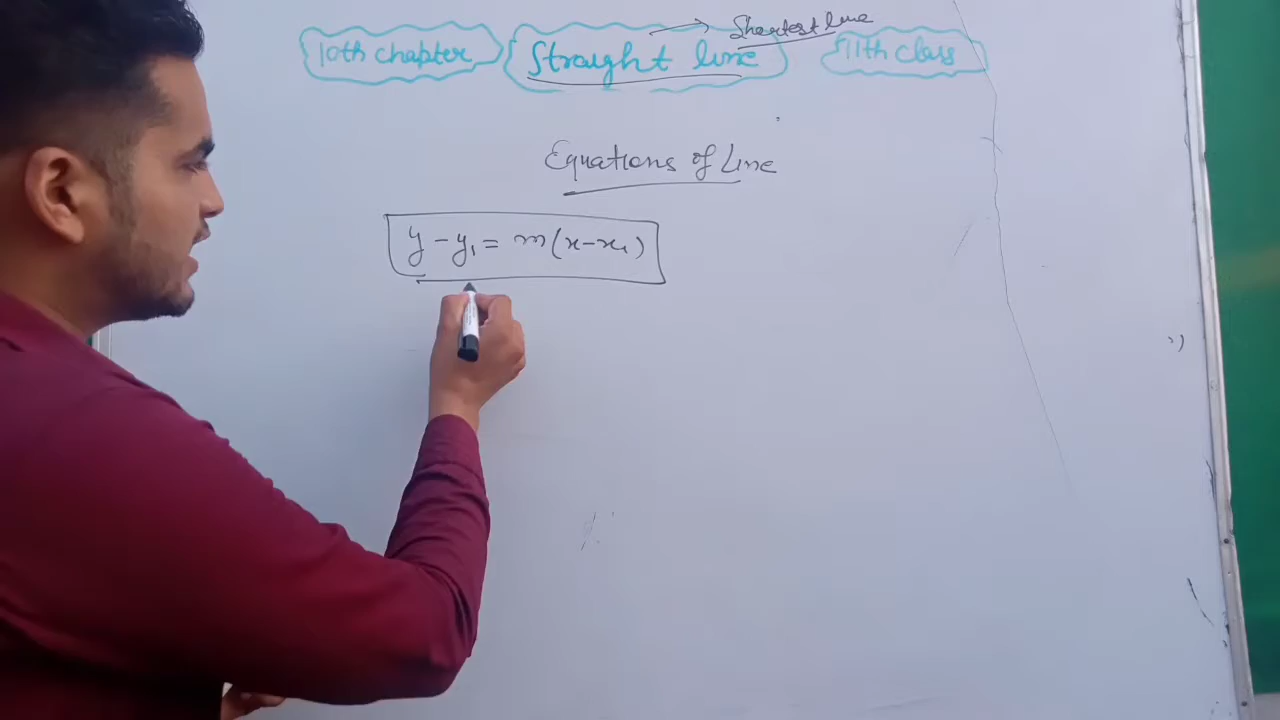 Shortest line
10th chapter Straight line 11th class
Equations of Line
y - y₁ = m(x - x₁)